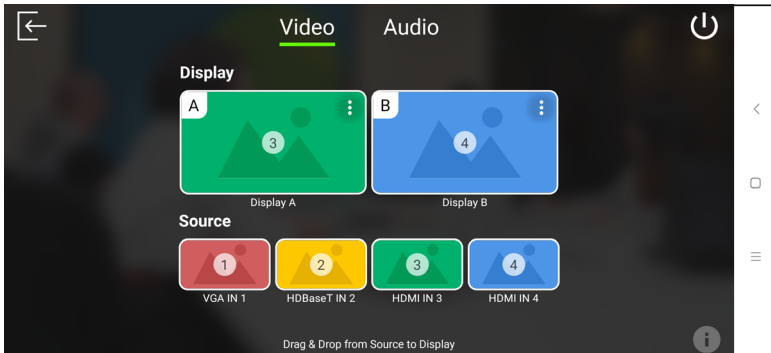 Video Audio
Display
A B
3 4
Display A Display B
Source
1 2 3 4
VGA IN 1 HDBaseT IN 2 HDMI IN 3 HDMI IN 4
Drag & Drop from Source to Display
i